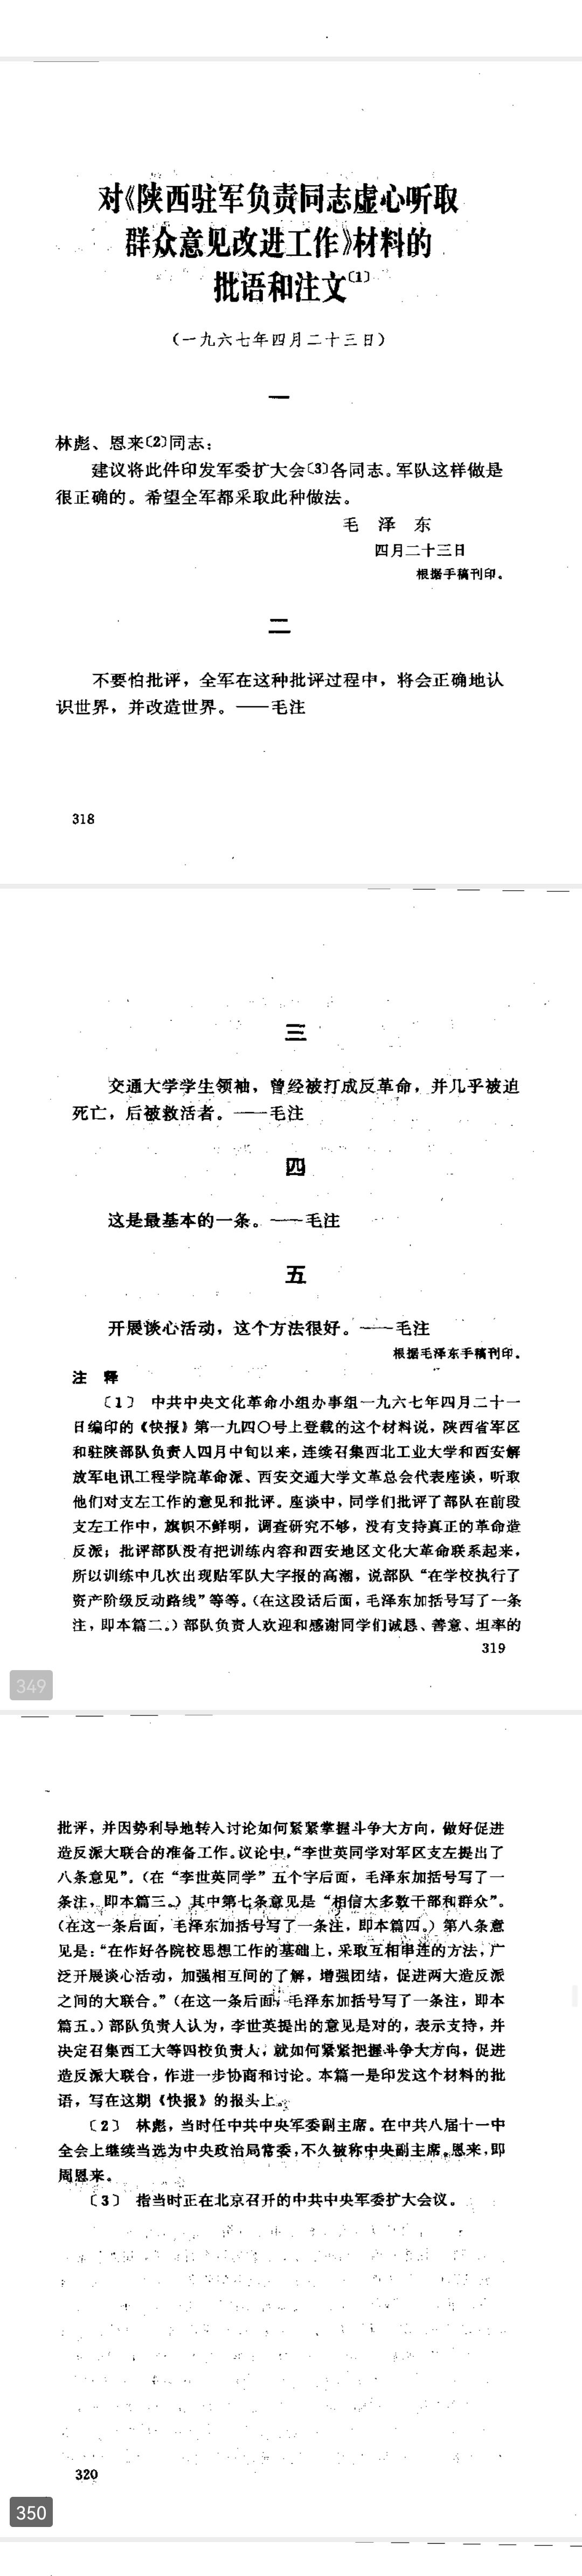 对《陕西驻军负责同志虚心听取
群众意见改进工作》材料的
批语和注文〔1〕
（一九六七年四月二十三日）
一
林彪、恩来〔2〕同志：
建议将此件印发军委扩大会〔3〕各同志。军队这样做是
很正确的。希望全军都采取此种做法。
毛 泽 东
四月二十三日
根据手稿刊印。
二
不要怕批评，全军在这种批评过程中，将会正确地认
识世界，并改造世界。——毛注
318
三
交通大学学生领袖，曾经被打成反革命，并几乎被迫
死亡，后被救活者。——毛注
四
这是最基本的一条。——毛注
五
开展谈心活动，这个方法很好。——毛注
根据毛泽东手稿刊印。
注 释
〔1〕 中共中央文化革命小组办事组一九六七年四月二十一
日编印的《快报》第一九四〇号上登载的这个材料说，陕西省军区
和驻陕部队负责人四月中旬以来，连续召集西北工业大学和西安解
放军电讯工程学院革命派、西安交通大学文革总会代表座谈，听取
他们对支左工作的意见和批评。座谈中，同学们批评了部队在前段
支左工作中，旗帜不鲜明，调查研究不够，没有支持真正的革命造
反派；批评部队没有把训练内容和西安地区文化大革命联系起来，
所以训练中几次出现贴军队大字报的高潮，说部队“在学校执行了
资产阶级反动路线”等等。（在这段话后面，毛泽东加括号写了一条
注，即本篇二。）部队负责人欢迎和感谢同学们诚恳、善意、坦率的
319
349
批评，并因势利导地转入讨论如何紧紧掌握斗争大方向，做好促进
造反派大联合的准备工作。议论中，“李世英同学对军区支左提出了
八条意见”。（在“李世英同学”五个字后面，毛泽东加括号写了一
条注，即本篇三。）其中第七条意见是“相信大多数干部和群众”。
（在这一条后面，毛泽东加括号写了一条注，即本篇四。）第八条意
见是：“在作好各院校思想工作的基础上，采取互相串连的方法，广
泛开展谈心活动，加强相互间的了解，增强团结，促进两大造反派
之间的大联合。”（在这一条后面，毛泽东加括号写了一条注，即本
篇五。）部队负责人认为，李世英提出的意见是对的，表示支持，并
决定召集西工大等四校负责人，就如何紧紧把握斗争大方向，促进
造反派大联合，作进一步协商和讨论。本篇一是印发这个材料的批
语，写在这期《快报》的报头上。
〔2〕 林彪，当时任中共中央军委副主席。在中共八届十一中
全会上继续当选为中央政治局常委，不久被称中央副主席。恩来，即
周恩来。
〔3〕 指当时正在北京召开的中共中央军委扩大会议。
320
350